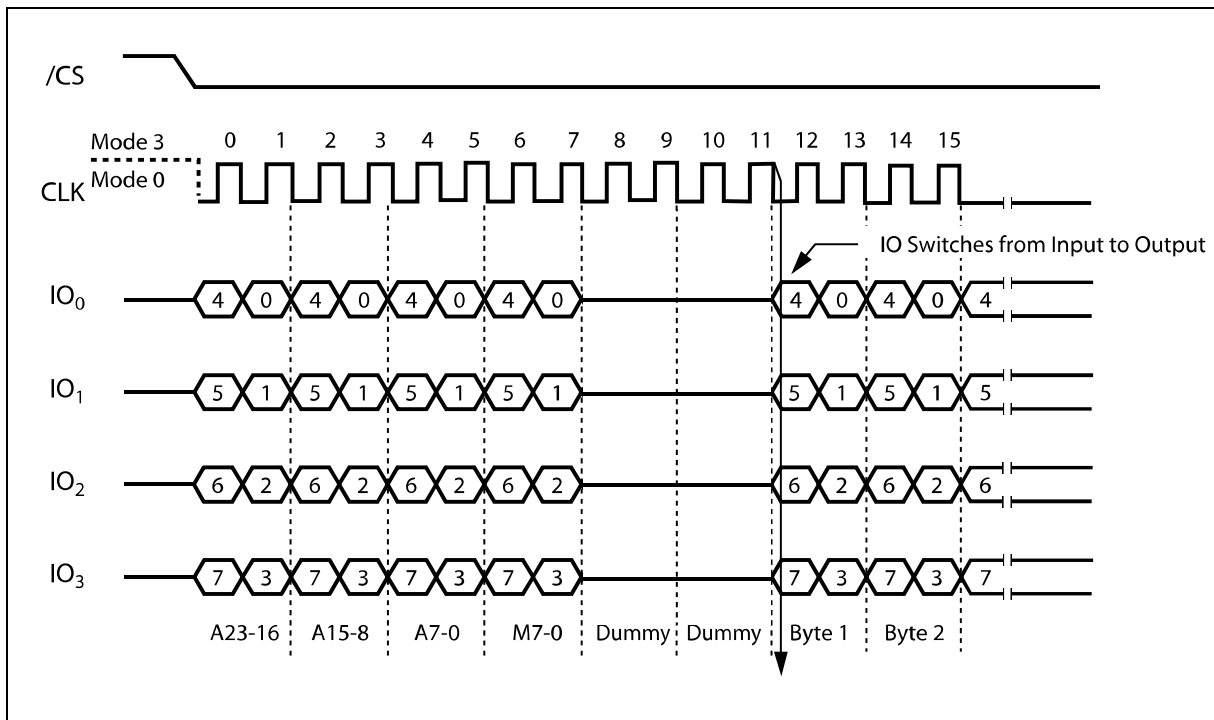 /CS
Mode 3
0 1 2 3 4 5 6 7 8 9 10 11 12 13 14 15
CLK
Mode 0
IO Switches from Input to Output
IO0 4 0 4 0 4 0 4 0 4 0 4 0 4
IO1 5 1 5 1 5 1 5 1 5 1 5 1 5
IO2 6 2 6 2 6 2 6 2 6 2 6 2 6
IO3 7 3 7 3 7 3 7 3 7 3 7 3 7
A23-16 A15-8 A7-0 M7-0 Dummy Dummy Byte 1 Byte 2